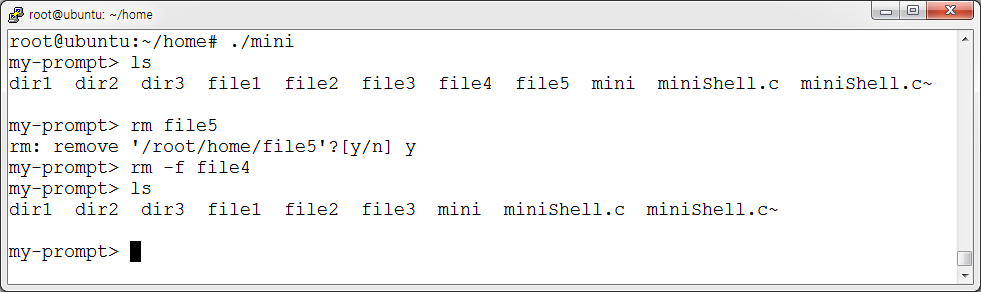 root@ubuntu: ~/home
root@ubuntu:~/home# ./mini
my-prompt> ls
dir1  dir2  dir3  file1  file2  file3  file4  file5  mini  miniShell.c  miniShell.c~
my-prompt> rm file5
rm: remove '/root/home/file5'?[y/n] y
my-prompt> rm -f file4
my-prompt> ls
dir1  dir2  dir3  file1  file2  file3  mini  miniShell.c  miniShell.c~
my-prompt>